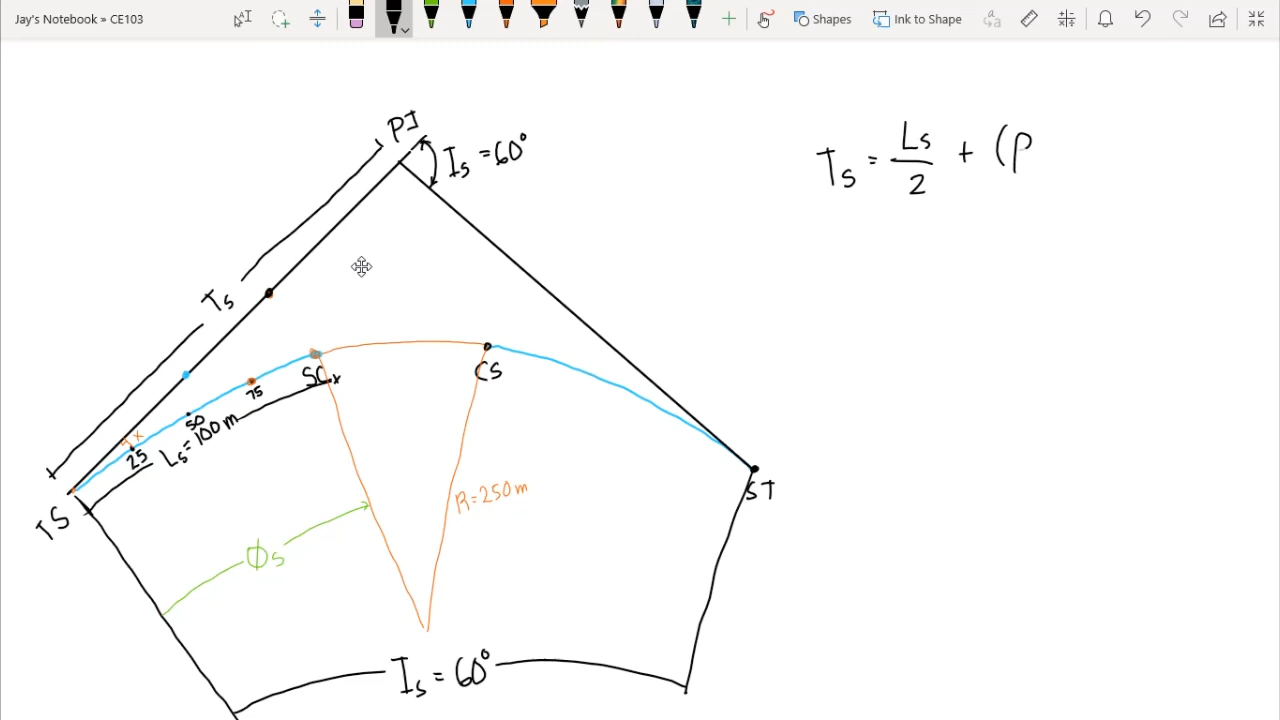 Jay's Notebook » CE103
Shapes
Ink to Shape
PI
Is = 60°
Ts = Ls/2 + (P
Ts
SC
CS
75
50
25
x
Ls = 100 m
TS
ST
R = 250 m
Øs
Is = 60°